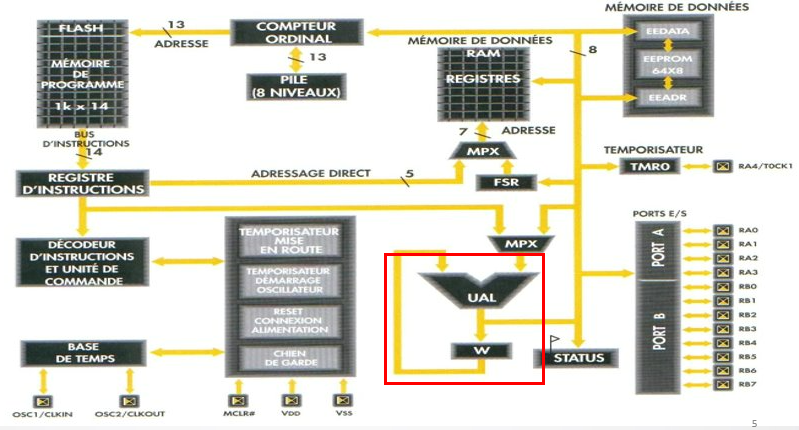 MÉMOIRE DE DONNÉES
FLASH
MÉMOIRE
DE
PROGRAMME
1k x 14
13
ADRESSE
COMPTEUR
ORDINAL
13
PILE
(8 NIVEAUX)
MÉMOIRE DE DONNÉES
RAM
REGISTRES
8
EEDATA
EEPROM
64X8
EEADR
BUS
D'INSTRUCTIONS
14
7
ADRESSE
MPX
TEMPORISATEUR
TMR0
RA4/T0CK1
REGISTRE
D'INSTRUCTIONS
ADRESSAGE DIRECT
5
FSR
PORTS E/S
TEMPORISATEUR
MISE
EN ROUTE
MPX
PORT A
RA0
RA1
RA2
RA3
DÉCODEUR
D'INSTRUCTIONS
ET UNITÉ DE
COMMANDE
TEMPORISATEUR
DÉMARRAGE
OSCILLATEUR
UAL
PORT B
RB0
RB1
RB2
RB3
RB4
RB5
RB6
RB7
RESET
CONNEXION
ALIMENTATION
BASE
DE TEMPS
CHIEN
DE GARDE
W
STATUS
OSC1/CLKIN
OSC2/CLKOUT
MCLR#
VDD
VSS
5